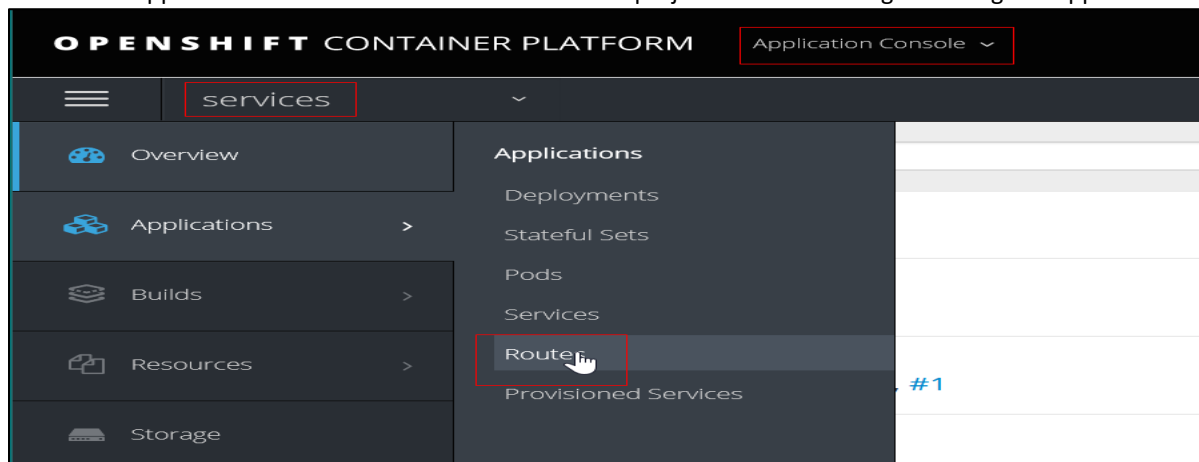 OPENSHIFT CONTAINER PLATFORM Application Console
services
Overview
Applications
Builds
Resources
Storage
Applications
Deployments
Stateful Sets
Pods
Services
Routes
Provisioned Services
#1